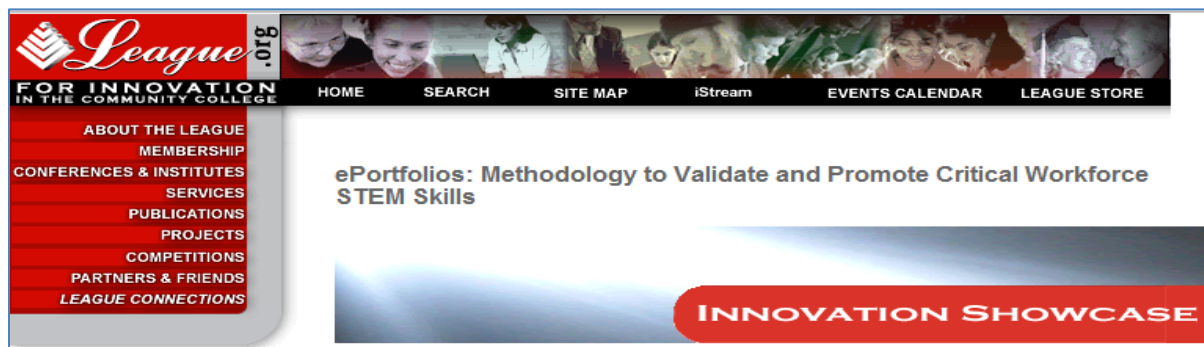 League .org
FOR INNOVATION
IN THE COMMUNITY COLLEGE
HOME SEARCH SITE MAP iStream EVENTS CALENDAR LEAGUE STORE
ABOUT THE LEAGUE
MEMBERSHIP
CONFERENCES & INSTITUTES
SERVICES
PUBLICATIONS
PROJECTS
COMPETITIONS
PARTNERS & FRIENDS
LEAGUE CONNECTIONS
ePortfolios: Methodology to Validate and Promote Critical Workforce
STEM Skills
INNOVATION SHOWCASE